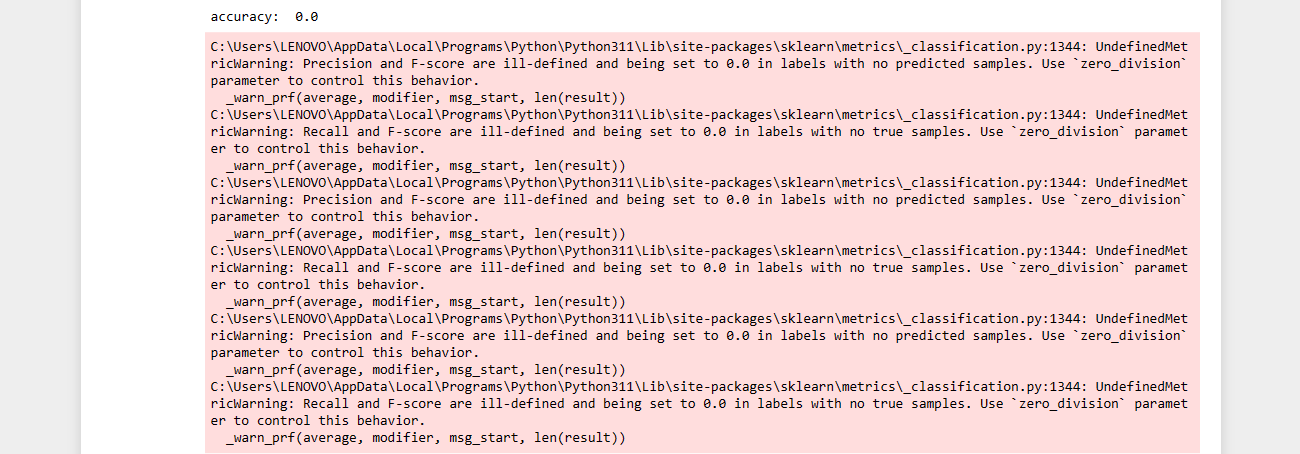 accuracy:  0.0
C:\Users\LENOVO\AppData\Local\Programs\Python\Python311\Lib\site-packages\sklearn\metrics\_classification.py:1344: UndefinedMet
ricWarning: Precision and F-score are ill-defined and being set to 0.0 in labels with no predicted samples. Use `zero_division`
parameter to control this behavior.
  _warn_prf(average, modifier, msg_start, len(result))
C:\Users\LENOVO\AppData\Local\Programs\Python\Python311\Lib\site-packages\sklearn\metrics\_classification.py:1344: UndefinedMet
ricWarning: Recall and F-score are ill-defined and being set to 0.0 in labels with no true samples. Use `zero_division` paramet
er to control this behavior.
  _warn_prf(average, modifier, msg_start, len(result))
C:\Users\LENOVO\AppData\Local\Programs\Python\Python311\Lib\site-packages\sklearn\metrics\_classification.py:1344: UndefinedMet
ricWarning: Precision and F-score are ill-defined and being set to 0.0 in labels with no predicted samples. Use `zero_division`
parameter to control this behavior.
  _warn_prf(average, modifier, msg_start, len(result))
C:\Users\LENOVO\AppData\Local\Programs\Python\Python311\Lib\site-packages\sklearn\metrics\_classification.py:1344: UndefinedMet
ricWarning: Recall and F-score are ill-defined and being set to 0.0 in labels with no true samples. Use `zero_division` paramet
er to control this behavior.
  _warn_prf(average, modifier, msg_start, len(result))
C:\Users\LENOVO\AppData\Local\Programs\Python\Python311\Lib\site-packages\sklearn\metrics\_classification.py:1344: UndefinedMet
ricWarning: Precision and F-score are ill-defined and being set to 0.0 in labels with no predicted samples. Use `zero_division`
parameter to control this behavior.
  _warn_prf(average, modifier, msg_start, len(result))
C:\Users\LENOVO\AppData\Local\Programs\Python\Python311\Lib\site-packages\sklearn\metrics\_classification.py:1344: UndefinedMet
ricWarning: Recall and F-score are ill-defined and being set to 0.0 in labels with no true samples. Use `zero_division` paramet
er to control this behavior.
  _warn_prf(average, modifier, msg_start, len(result))